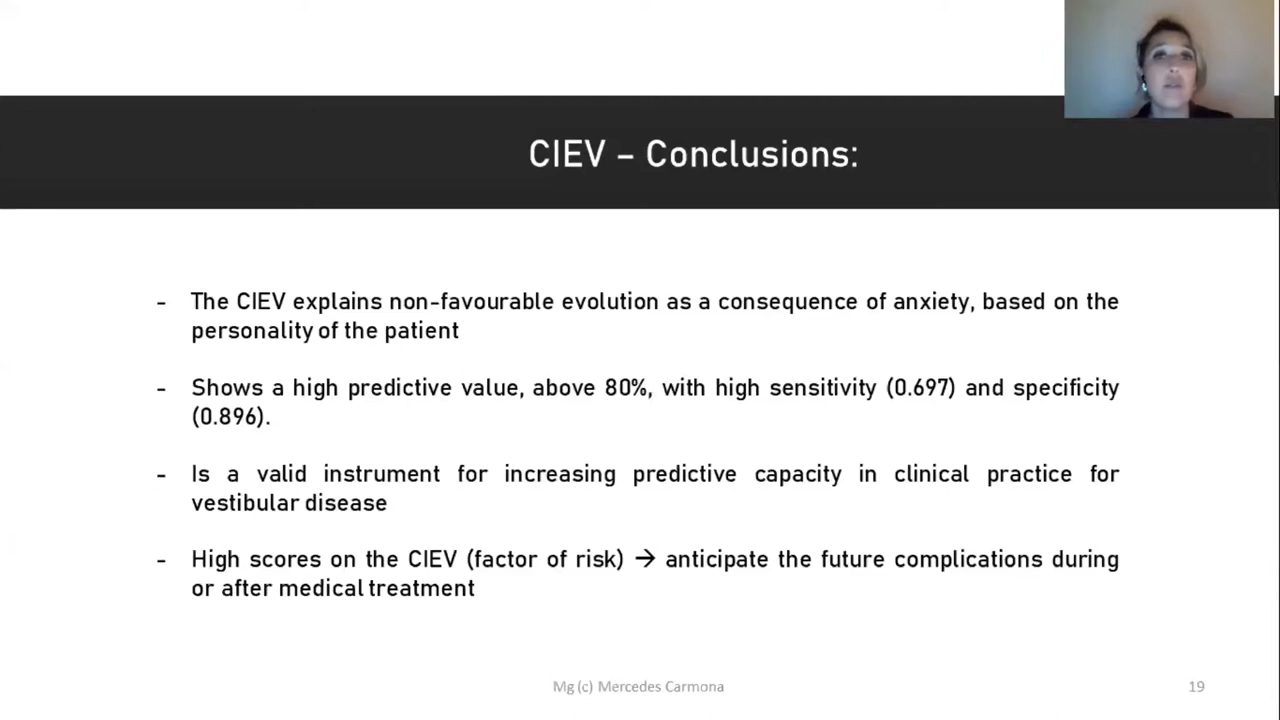 CIEV – Conclusions:
- The CIEV explains non-favourable evolution as a consequence of anxiety, based on the
personality of the patient
- Shows a high predictive value, above 80%, with high sensitivity (0.697) and specificity
(0.896).
- Is a valid instrument for increasing predictive capacity in clinical practice for
vestibular disease
- High scores on the CIEV (factor of risk) → anticipate the future complications during
or after medical treatment
Mg (c) Mercedes Carmona
19